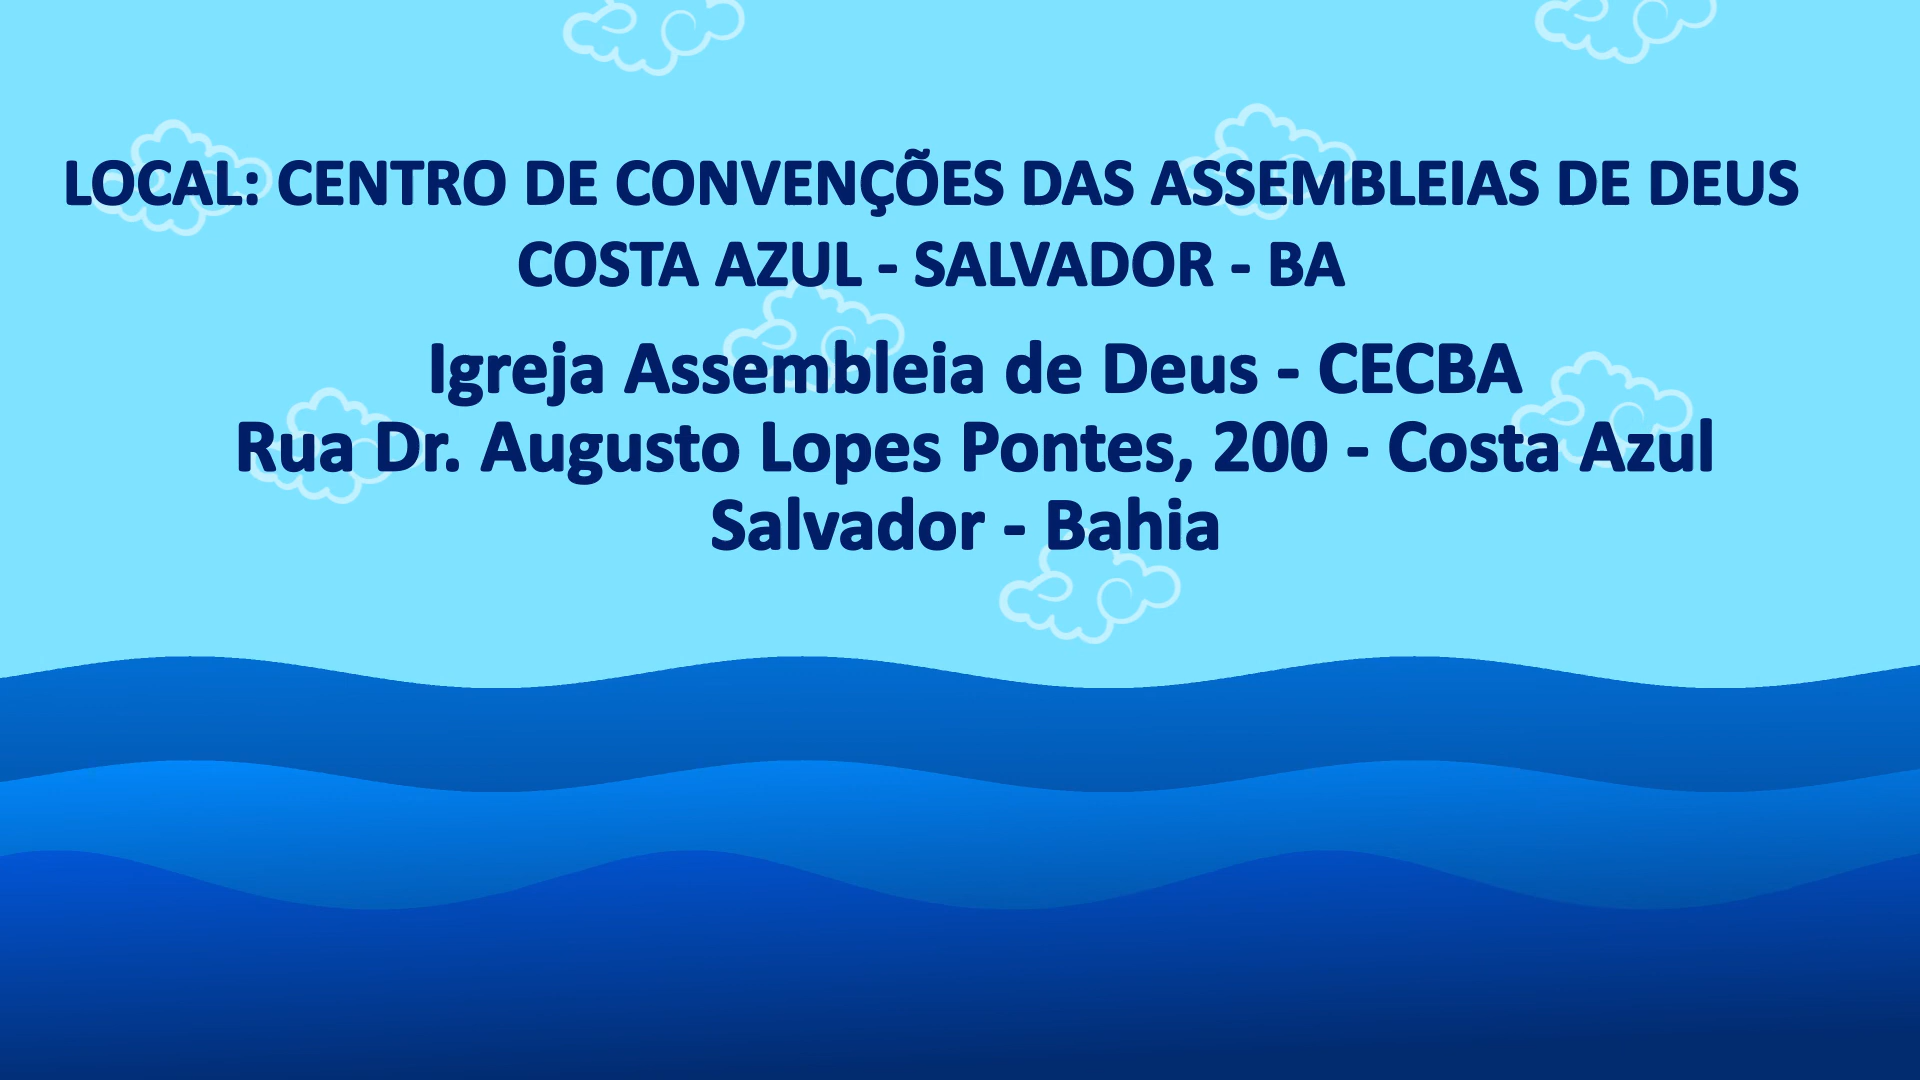 LOCAL: CENTRO DE CONVENÇÕES DAS ASSEMBLEIAS DE DEUS
COSTA AZUL - SALVADOR - BA
Igreja Assembleia de Deus - CECBA
Rua Dr. Augusto Lopes Pontes, 200 - Costa Azul
Salvador - Bahia